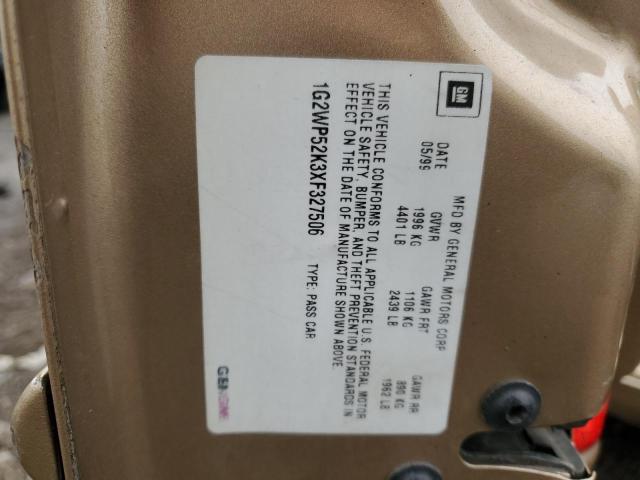 GM
MFD BY GENERAL MOTORS CORP
DATE GVWR GAWR FRT GAWR RR
05/99 1996 KG 1106 KG 890 KG
4401 LB 2439 LB 1962 LB
THIS VEHICLE CONFORMS TO ALL APPLICABLE U.S. FEDERAL MOTOR
VEHICLE SAFETY, BUMPER, AND THEFT PREVENTION STANDARDS IN
EFFECT ON THE DATE OF MANUFACTURE SHOWN ABOVE.
1G2WP52K3XF327506 TYPE: PASS CAR